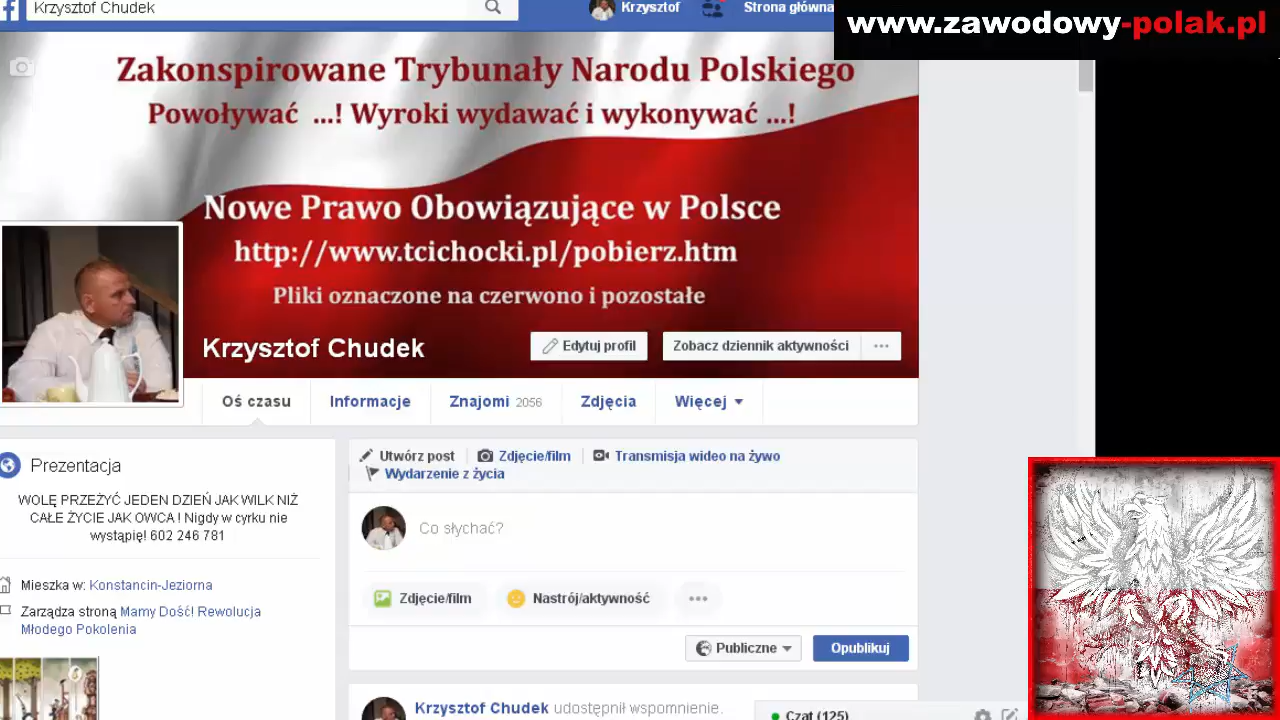 Krzysztof Chudek
Krzysztof
Strona główna
www.zawodowy-polak.pl
Zakonspirowane Trybunały Narodu Polskiego
Powoływać ...! Wyroki wydawać i wykonywać ...!
Nowe Prawo Obowiązujące w Polsce
http://www.tcichocki.pl/pobierz.htm
Pliki oznaczone na czerwono i pozostałe
Krzysztof Chudek
Edytuj profil
Zobacz dziennik aktywności
Oś czasu
Informacje
Znajomi 2056
Zdjęcia
Więcej
Prezentacja
WOLĘ PRZEŻYĆ JEDEN DZIEŃ JAK WILK NIŻ
CAŁE ŻYCIE JAK OWCA ! Nigdy w cyrku nie
wystąpię! 602 246 781
Mieszka w: Konstancin-Jeziorna
Zarządza stroną Mamy Dość! Rewolucja
Młodego Pokolenia
Utwórz post
Zdjęcie/film
Transmisja wideo na żywo
Wydarzenie z życia
Co słychać?
Zdjęcie/film
Nastrój/aktywność
Publiczne
Opublikuj
Krzysztof Chudek udostępnił wspomnienie.
Czat (125)